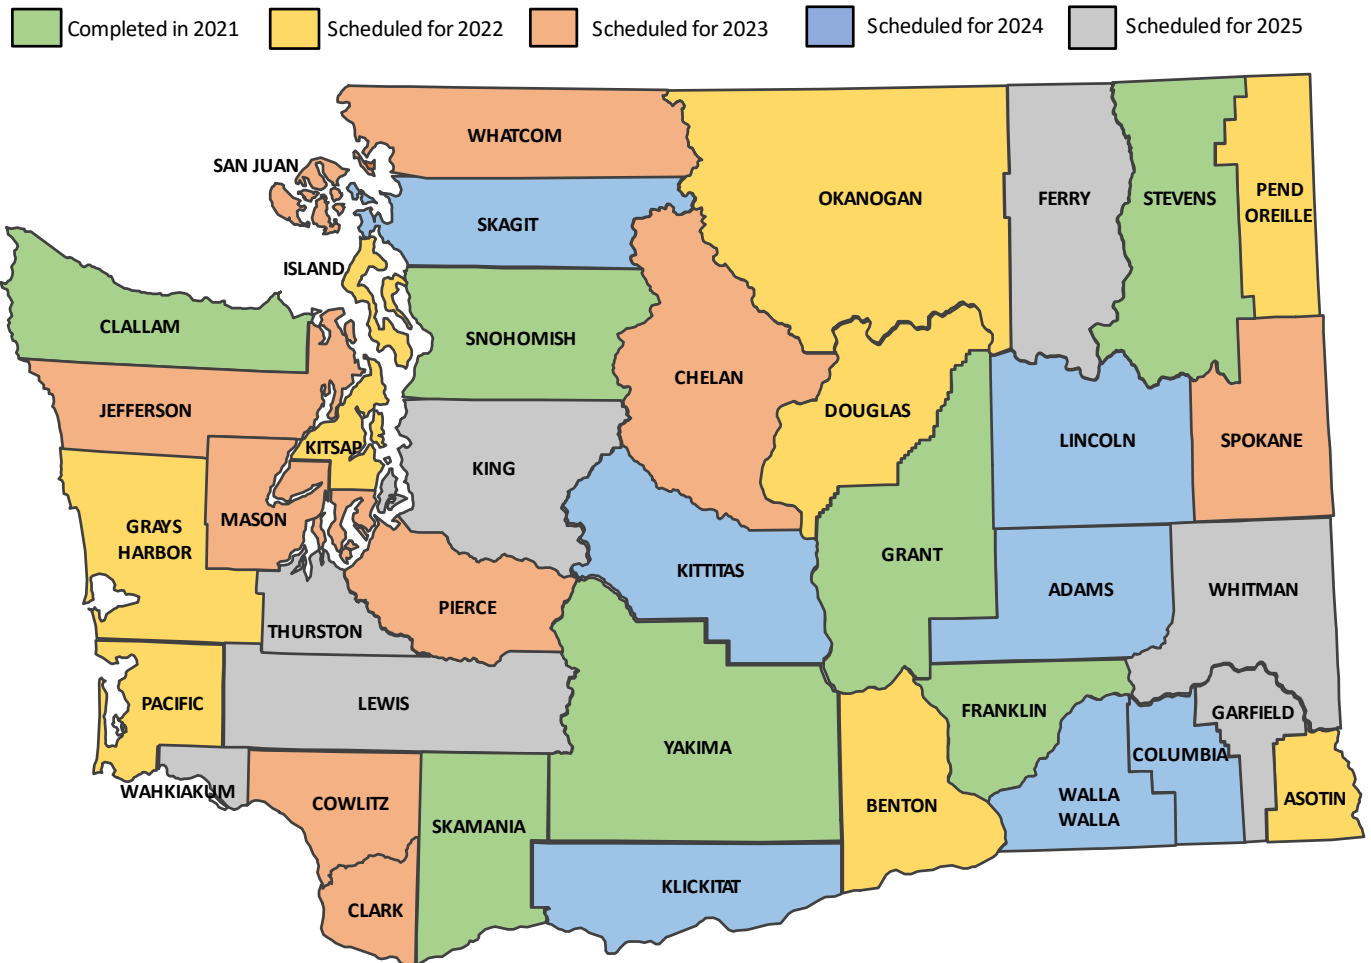 Completed in 2021
Scheduled for 2022
Scheduled for 2023
Scheduled for 2024
Scheduled for 2025
WHATCOM
SAN JUAN
SKAGIT
OKANOGAN
FERRY
STEVENS
PEND
OREILLE
ISLAND
CLALLAM
SNOHOMISH
CHELAN
JEFFERSON
DOUGLAS
KITSAP
KING
LINCOLN
SPOKANE
MASON
GRAYS
HARBOR
GRANT
KITTITAS
ADAMS
WHITMAN
PIERCE
THURSTON
PACIFIC
LEWIS
FRANKLIN
GARFIELD
YAKIMA
COLUMBIA
WAHKIAKUM
COWLITZ
SKAMANIA
BENTON
WALLA
WALLA
ASOTIN
KLICKITAT
CLARK